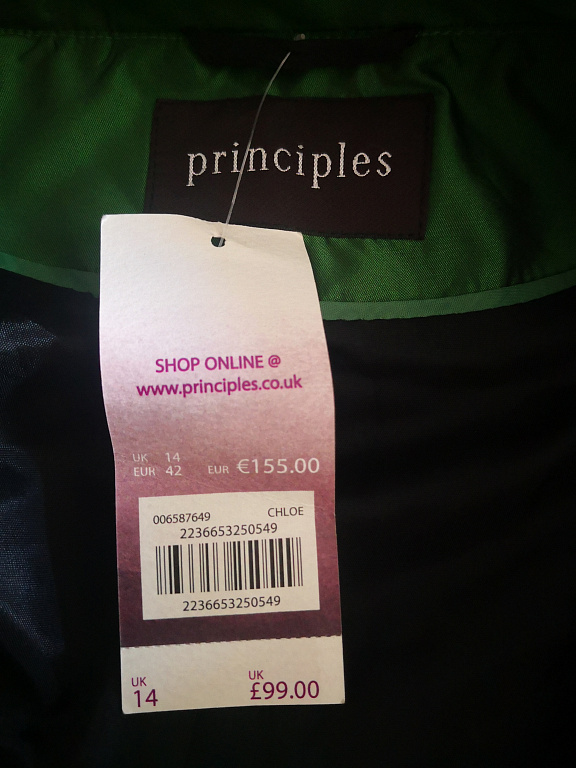 principles
SHOP ONLINE @
www.principles.co.uk
UK 14
EUR 42 EUR €155.00
006587649 CHLOE
2236653250549
2236653250549
UK UK
14 £99.00